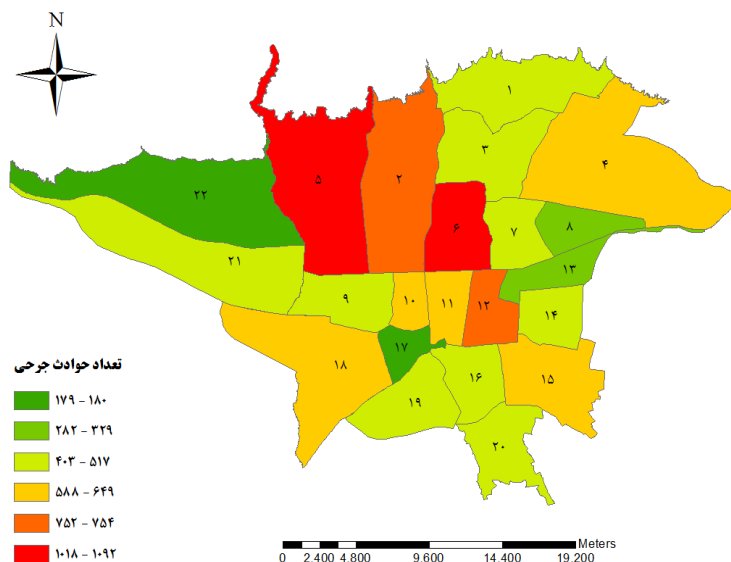 N
۱
۳
۴
۵
۲
۲۲
۶
۷
۸
۲۱
۱۳
۹
۱۰
۱۱
۱۲
۱۴
۱۷
۱۸
۱۶
۱۵
۱۹
۲۰
تعداد حوادث جرحی
۱۷۹ - ۱۸۰
۲۸۲ - ۳۲۹
۴۰۳ - ۵۱۷
۵۸۸ - ۶۴۹
۷۵۲ - ۷۵۴
۱۰۱۸ - ۱۰۹۲
Meters
0 2.400 4.800 9.600 14.400 19.200